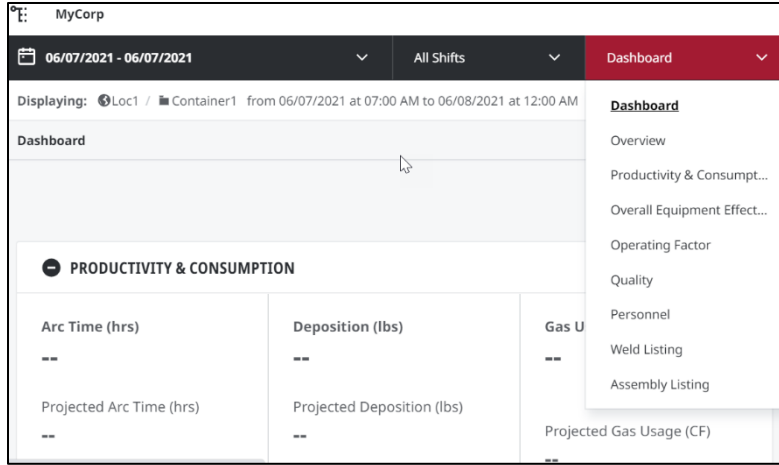 MyCorp
06/07/2021 - 06/07/2021 All Shifts Dashboard
Displaying: Loc1 / Container1 from 06/07/2021 at 07:00 AM to 06/08/2021 at 12:00 AM
Dashboard
Dashboard
Overview
Productivity & Consumpt...
Overall Equipment Effect...
Operating Factor
Quality
Personnel
Weld Listing
Assembly Listing
PRODUCTIVITY & CONSUMPTION
Arc Time (hrs) Deposition (lbs) Gas U
-- -- --
Projected Arc Time (hrs) Projected Deposition (lbs) Projected Gas Usage (CF)
-- -- --